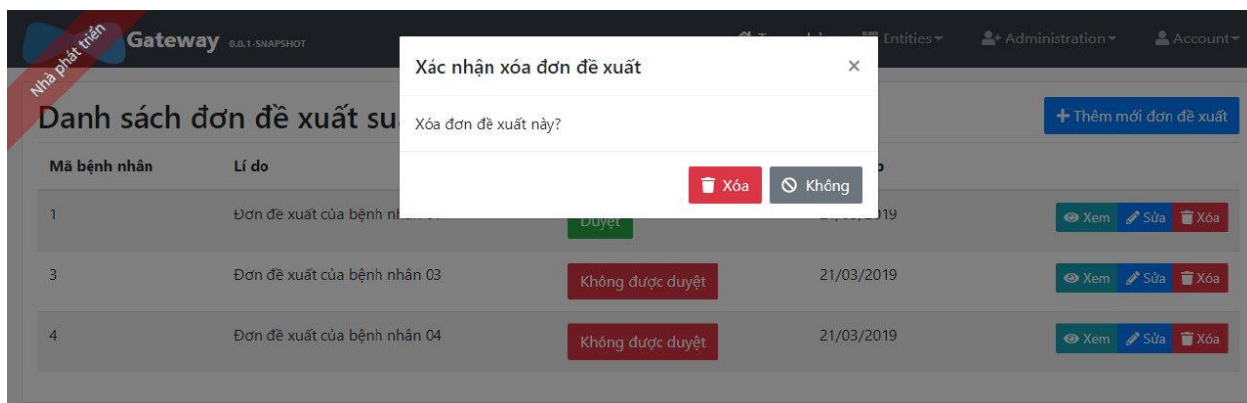 Nhà phát triển
Gateway 0.0.1-SNAPSHOT Entities Administration Account
Xác nhận xóa đơn đề xuất ×
Danh sách đơn đề xuất Thêm mới đơn đề xuất
Xóa đơn đề xuất này?
Mã bệnh nhân Lí do
Xóa Không
1 Đơn đề xuất của bệnh Duyệt Xem Sửa Xóa
3 Đơn đề xuất của bệnh nhân 03 Không được duyệt 21/03/2019 Xem Sửa Xóa
4 Đơn đề xuất của bệnh nhân 04 Không được duyệt 21/03/2019 Xem Sửa Xóa